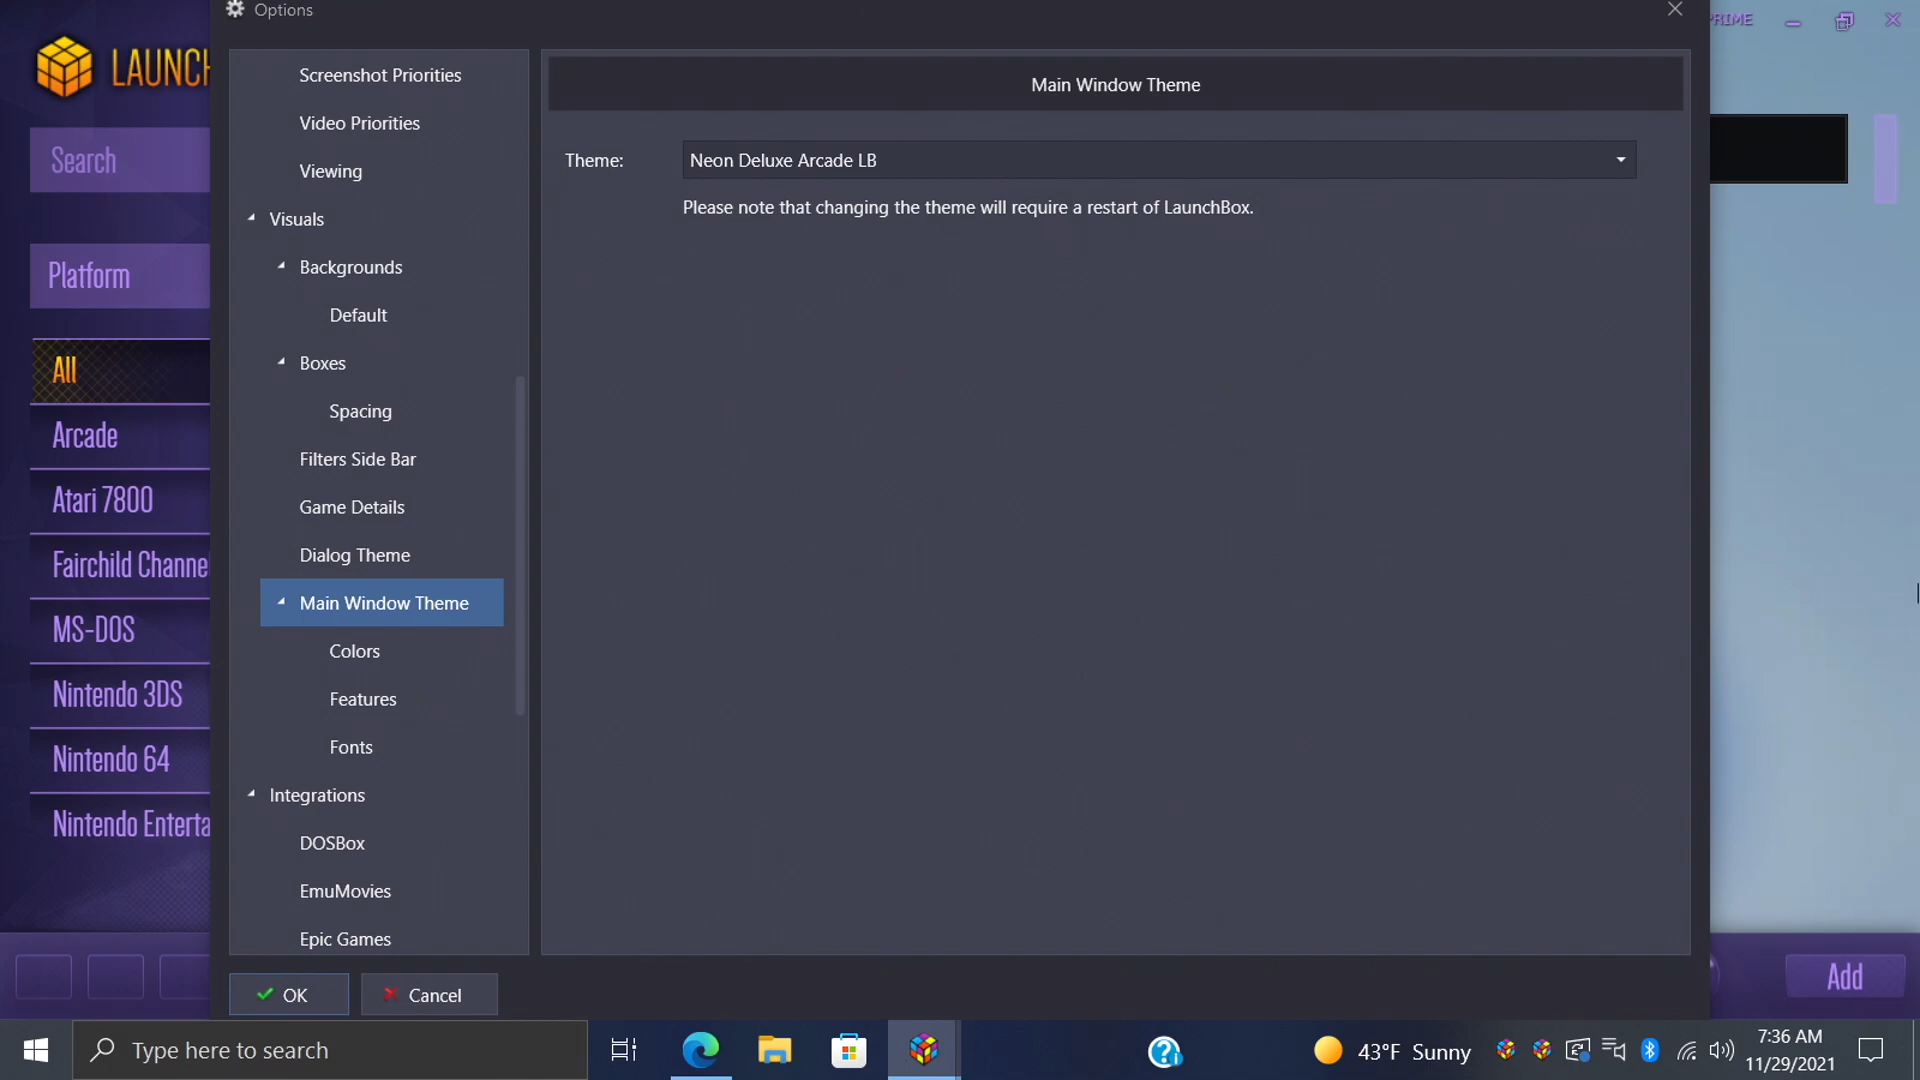 Options
PRIME
LAUNCH
Search
Platform
All
Arcade
Atari 7800
Fairchild Channel
MS-DOS
Nintendo 3DS
Nintendo 64
Nintendo Enterta
Screenshot Priorities
Video Priorities
Viewing
Visuals
Backgrounds
Default
Boxes
Spacing
Filters Side Bar
Game Details
Dialog Theme
Main Window Theme
Colors
Features
Fonts
Integrations
DOSBox
EmuMovies
Epic Games
Main Window Theme
Theme: Neon Deluxe Arcade LB
Please note that changing the theme will require a restart of LaunchBox.
OK
Cancel
Add
Type here to search
43°F Sunny
7:36 AM
11/29/2021